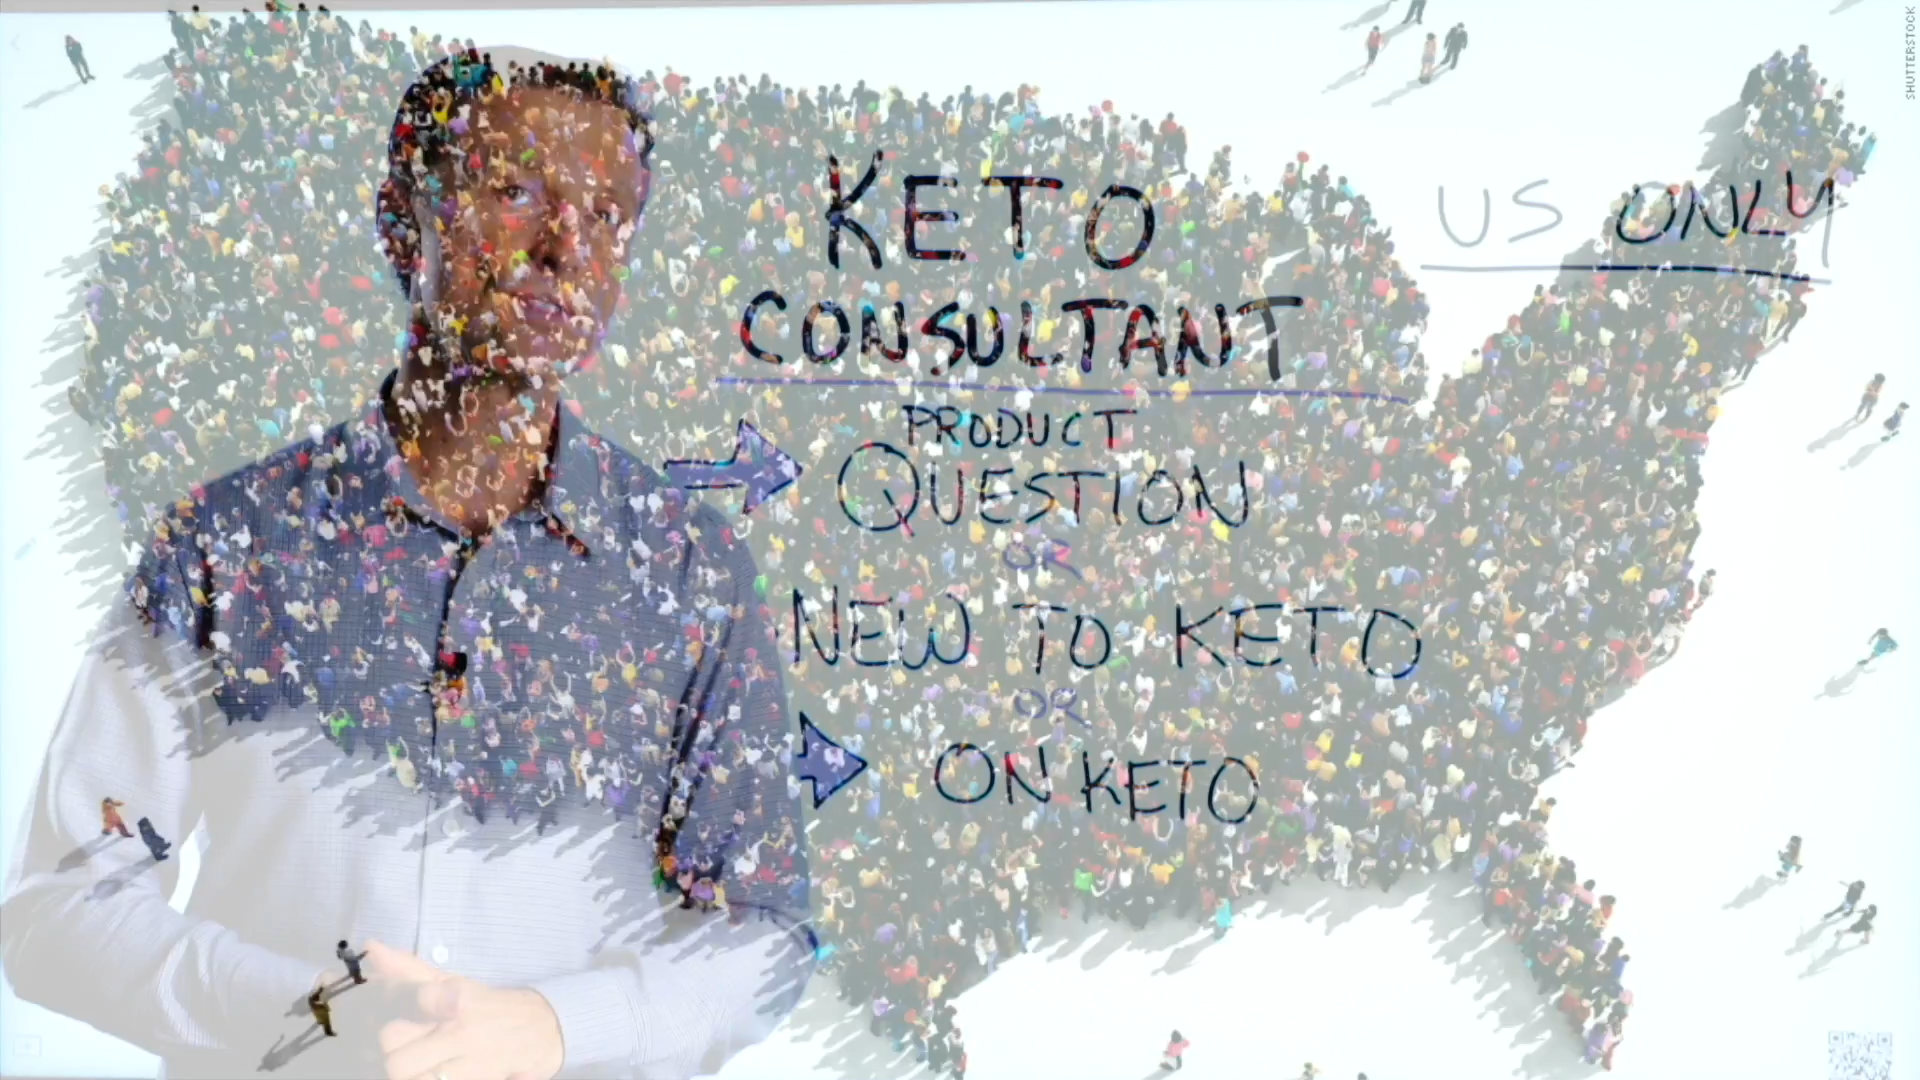 KETO
US ONLY
CONSULTANT
PRODUCT
QUESTION
OR
NEW TO KETO
OR
ON KETO
SHUTTERSTOCK